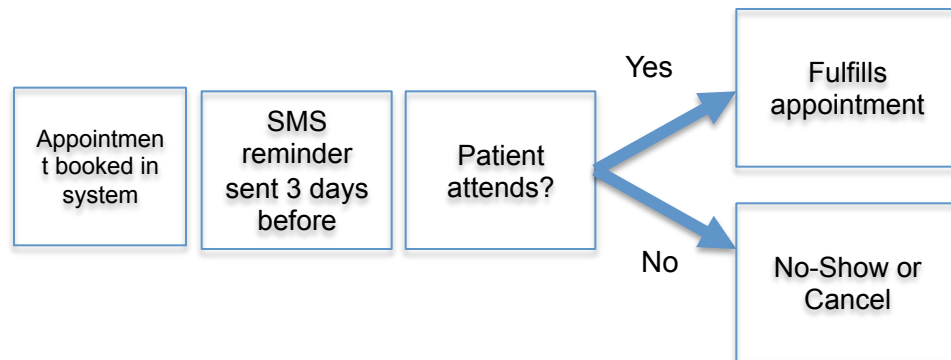 Appointmen
t booked in
system
SMS
reminder
sent 3 days
before
Patient
attends?
Yes
Fulfills
appointment
No
No-Show or
Cancel